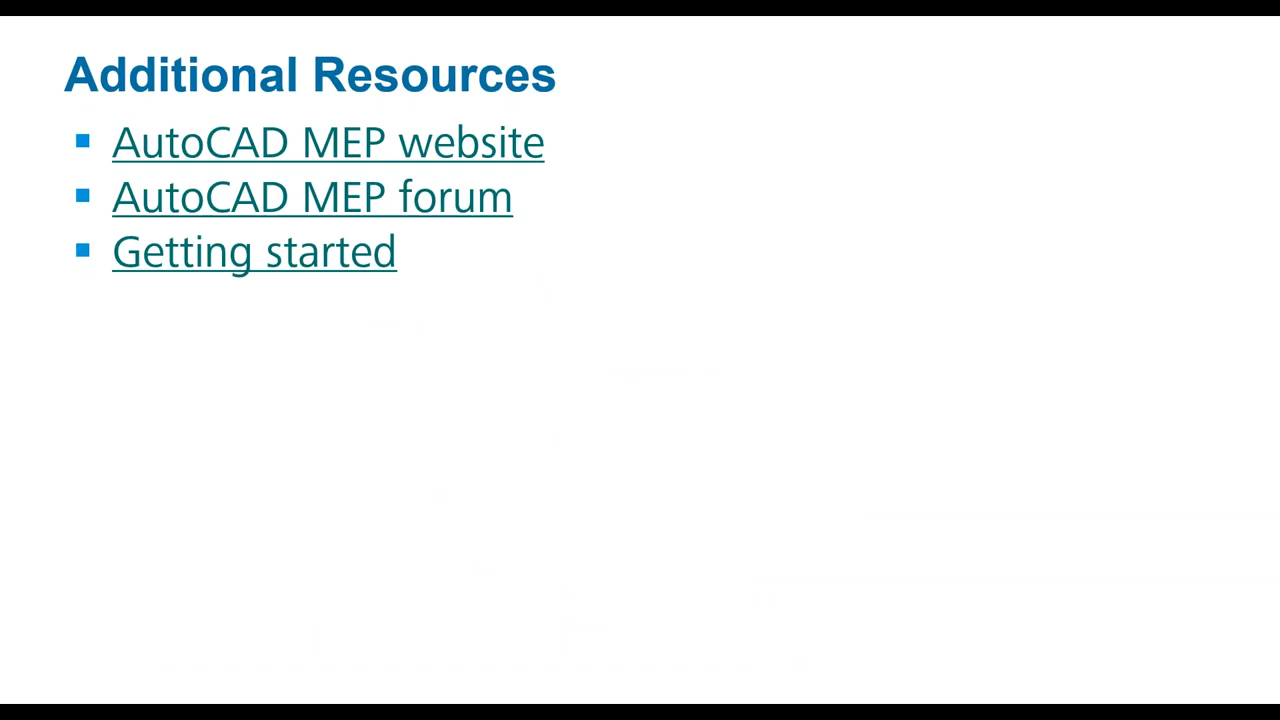 Additional Resources
AutoCAD MEP website
AutoCAD MEP forum
Getting started